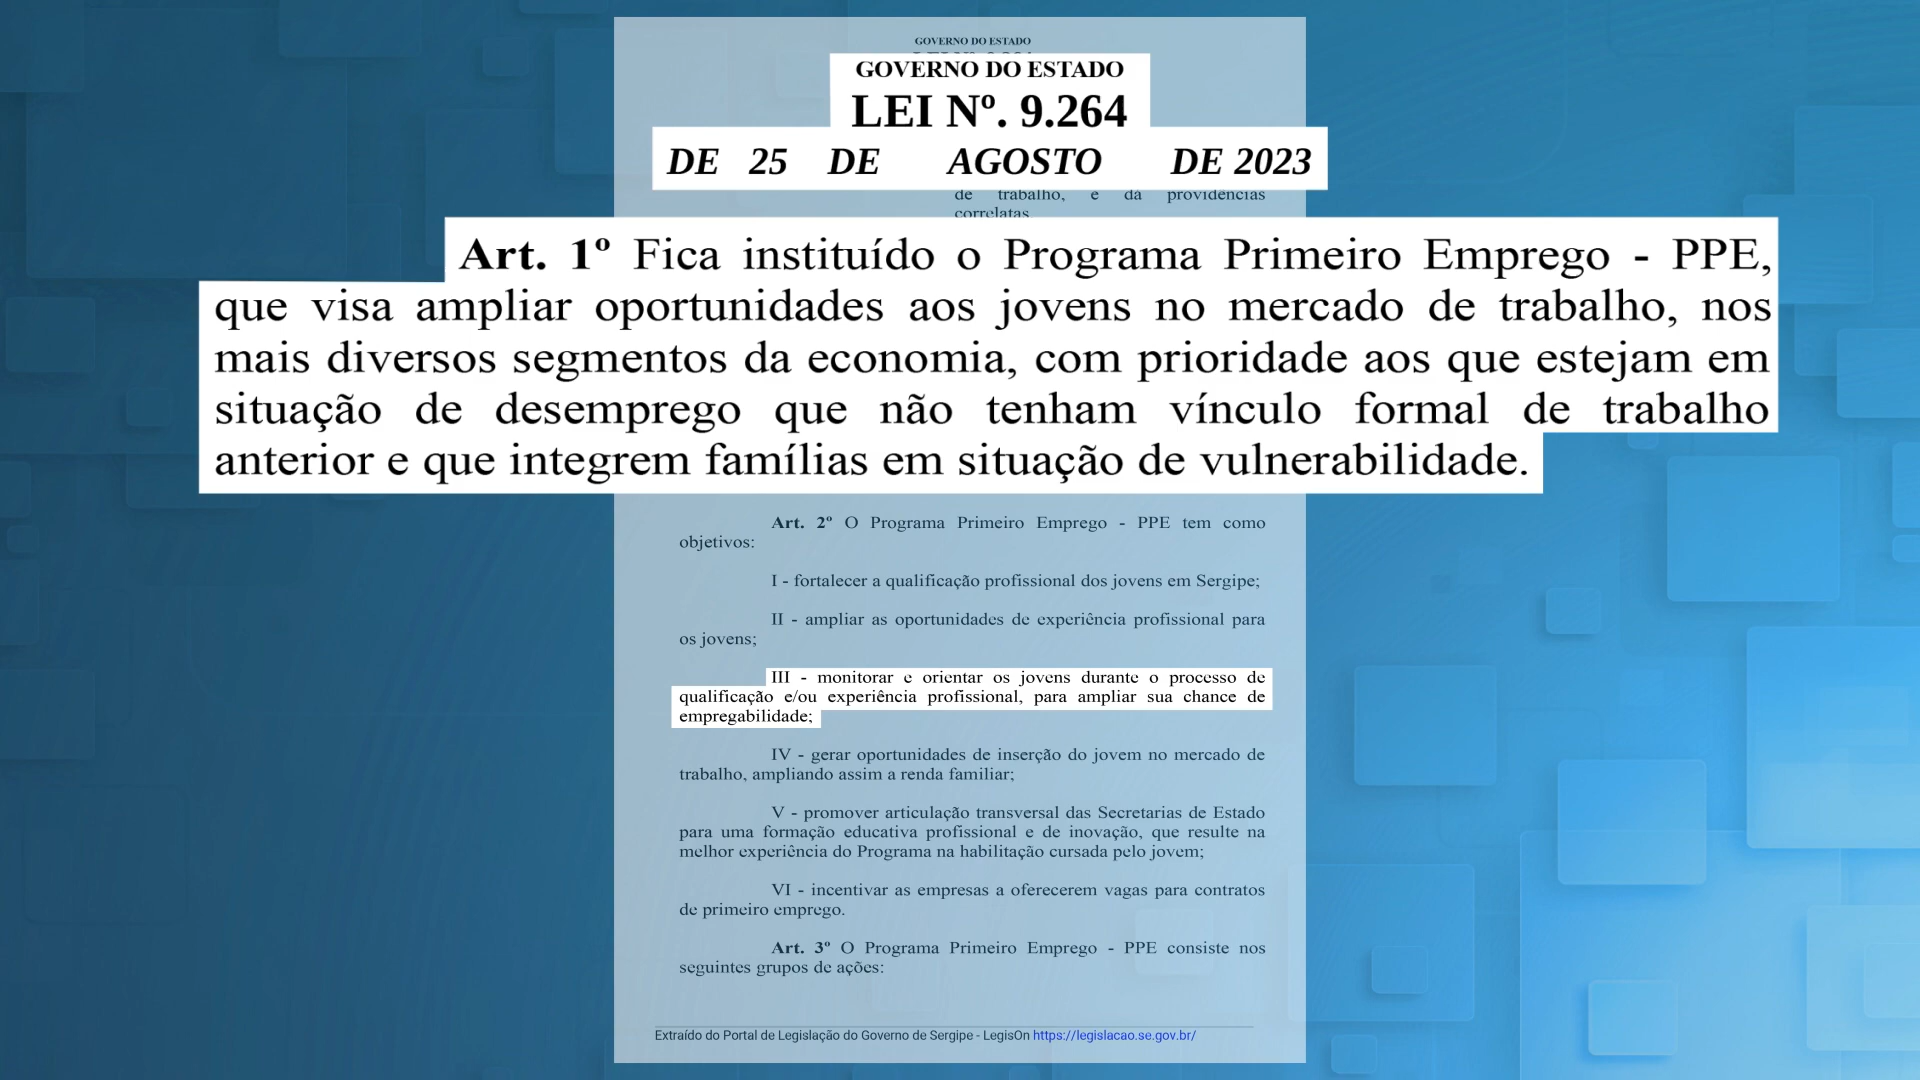 GOVERNO DO ESTADO
GOVERNO DO ESTADO
LEI Nº. 9.264
DE 25 DE AGOSTO DE 2023
de trabalho, e dá providências
correlatas
Art. 1º Fica instituído o Programa Primeiro Emprego - PPE,
que visa ampliar oportunidades aos jovens no mercado de trabalho, nos
mais diversos segmentos da economia, com prioridade aos que estejam em
situação de desemprego que não tenham vínculo formal de trabalho
anterior e que integrem famílias em situação de vulnerabilidade.
Art. 2º O Programa Primeiro Emprego - PPE tem como
objetivos:
I - fortalecer a qualificação profissional dos jovens em Sergipe;
II - ampliar as oportunidades de experiência profissional para
os jovens;
III - monitorar e orientar os jovens durante o processo de
qualificação e/ou experiência profissional, para ampliar sua chance de
empregabilidade;
IV - gerar oportunidades de inserção do jovem no mercado de
trabalho, ampliando assim a renda familiar;
V - promover articulação transversal das Secretarias de Estado
para uma formação educativa profissional e de inovação, que resulte na
melhor experiência do Programa na habilitação cursada pelo jovem;
VI - incentivar as empresas a oferecerem vagas para contratos
de primeiro emprego.
Art. 3º O Programa Primeiro Emprego - PPE consiste nos
seguintes grupos de ações:
Extraído do Portal de Legislação do Governo de Sergipe - LegisOn https://legislacao.se.gov.br/